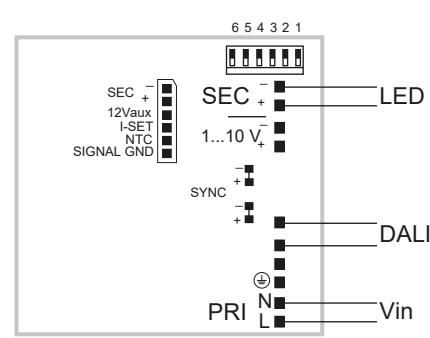 6 5 4 3 2 1
SEC – +
12Vaux
I-SET
NTC
SIGNAL GND
SEC – +
LED
1...10 V – +
– +
SYNC
– +
DALI
PRI N L
Vin